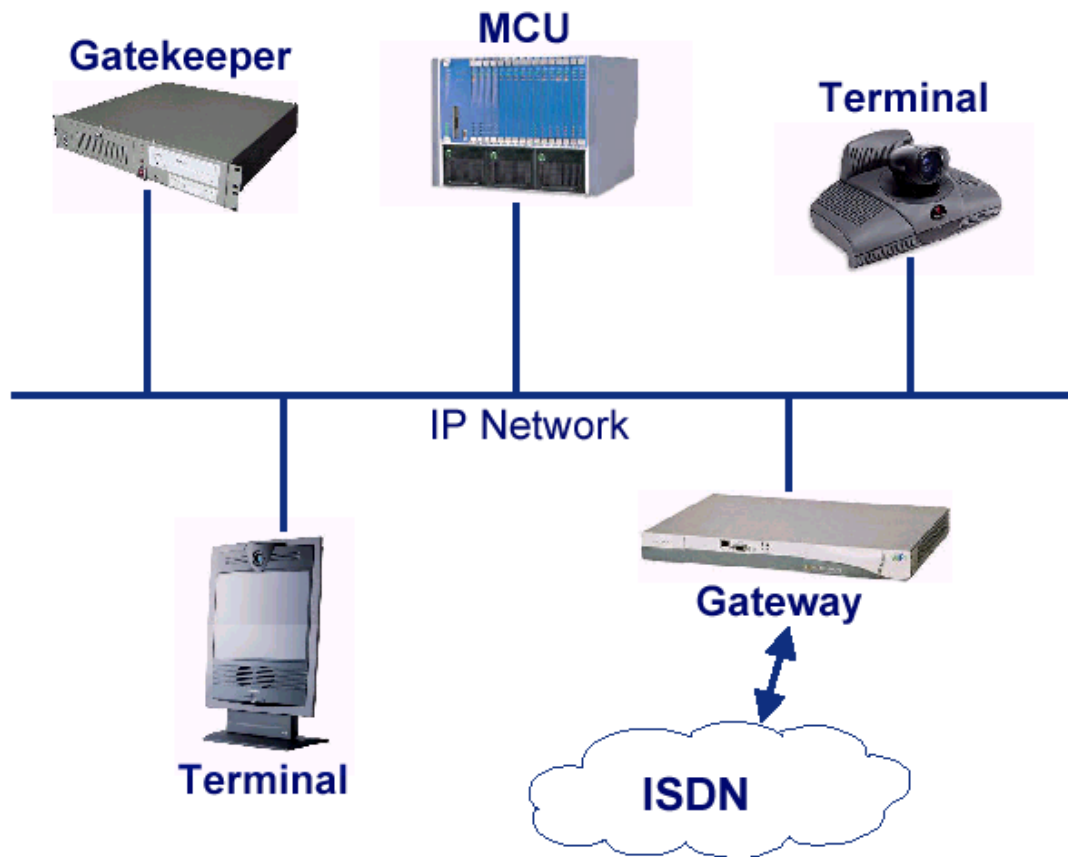 Gatekeeper
MCU
Terminal
IP Network
Terminal
Gateway
ISDN